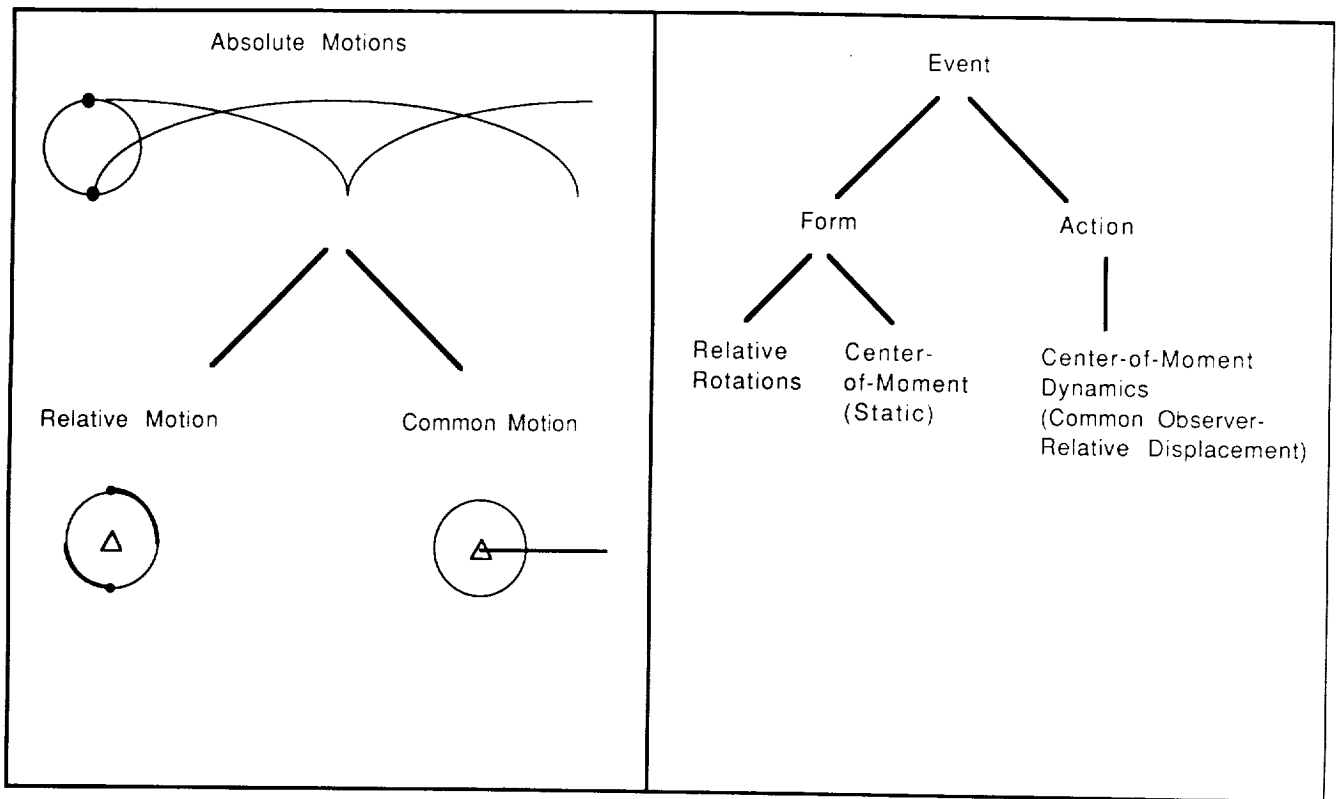 Absolute Motions
Relative Motion
Common Motion
Event
Form
Action
Relative
Rotations
Center-
of-Moment
(Static)
Center-of-Moment
Dynamics
(Common Observer-
Relative Displacement)